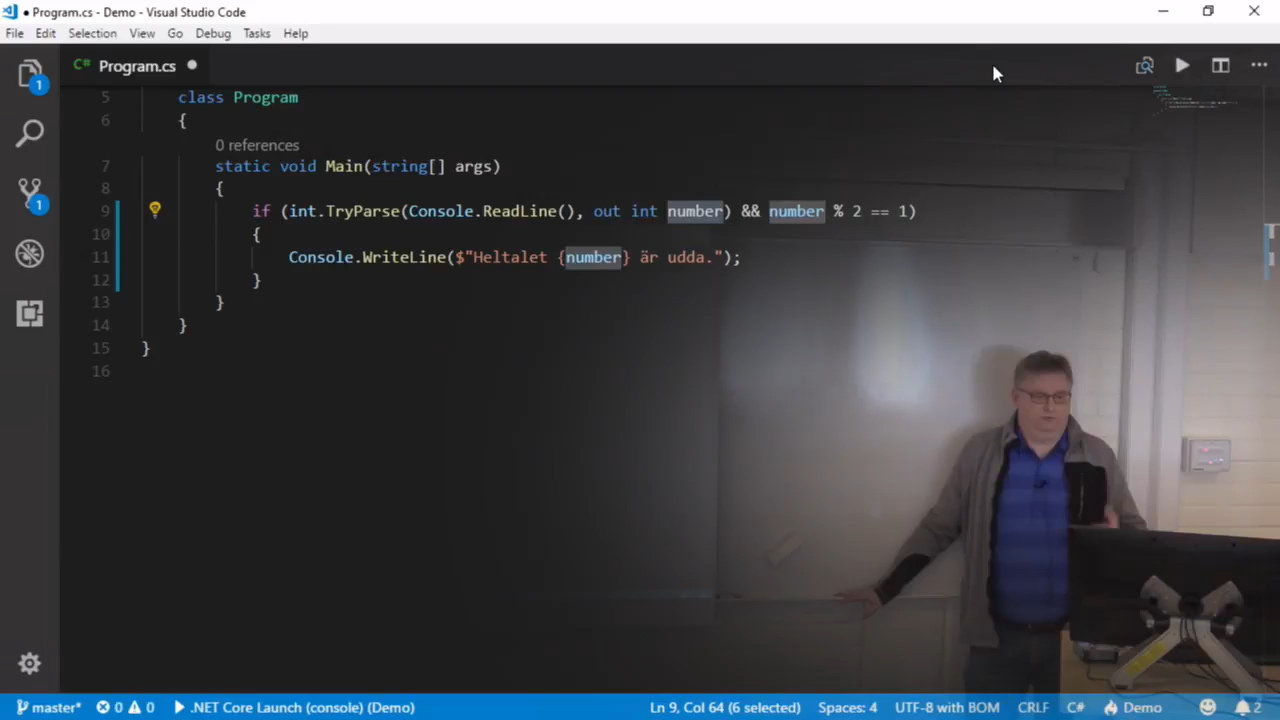 Program.cs - Demo - Visual Studio Code
File Edit Selection View Go Debug Tasks Help
C# Program.cs
5 class Program
6 {
0 references
7 static void Main(string[] args)
8 {
9 if (int.TryParse(Console.ReadLine(), out int number) && number % 2 == 1)
10 {
11 Console.WriteLine($"Heltalet {number} är udda.");
12 }
13 }
14 }
15 }
16
1
1
master* 0 0 .NET Core Launch (console) (Demo) Ln 9, Col 64 (6 selected) Spaces: 4 UTF-8 with BOM CRLF C# Demo 2